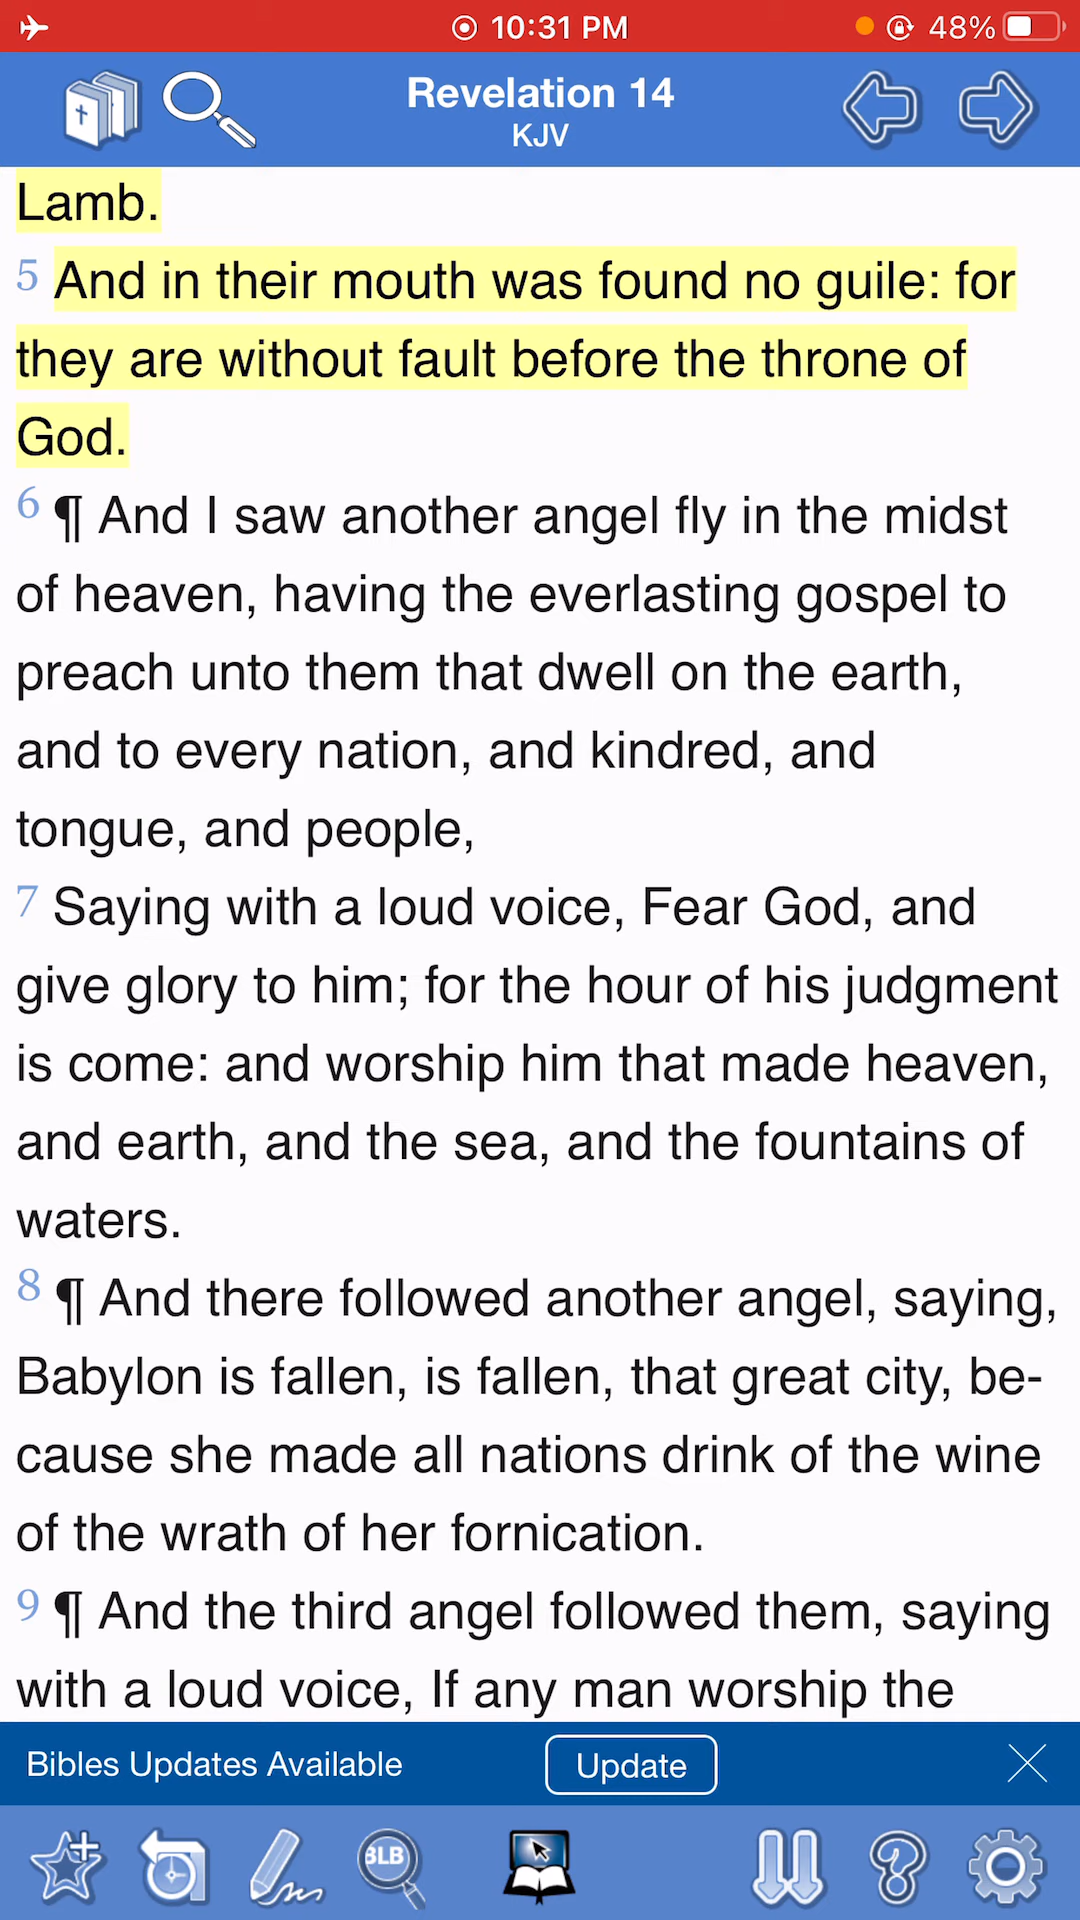 10:31 PM
48%
Revelation 14
KJV
Lamb.
5 And in their mouth was found no guile: for
they are without fault before the throne of
God.
6 ¶ And I saw another angel fly in the midst
of heaven, having the everlasting gospel to
preach unto them that dwell on the earth,
and to every nation, and kindred, and
tongue, and people,
7 Saying with a loud voice, Fear God, and
give glory to him; for the hour of his judgment
is come: and worship him that made heaven,
and earth, and the sea, and the fountains of
waters.
8 ¶ And there followed another angel, saying,
Babylon is fallen, is fallen, that great city, be-
cause she made all nations drink of the wine
of the wrath of her fornication.
9 ¶ And the third angel followed them, saying
with a loud voice, If any man worship the
Bibles Updates Available
Update
BLB